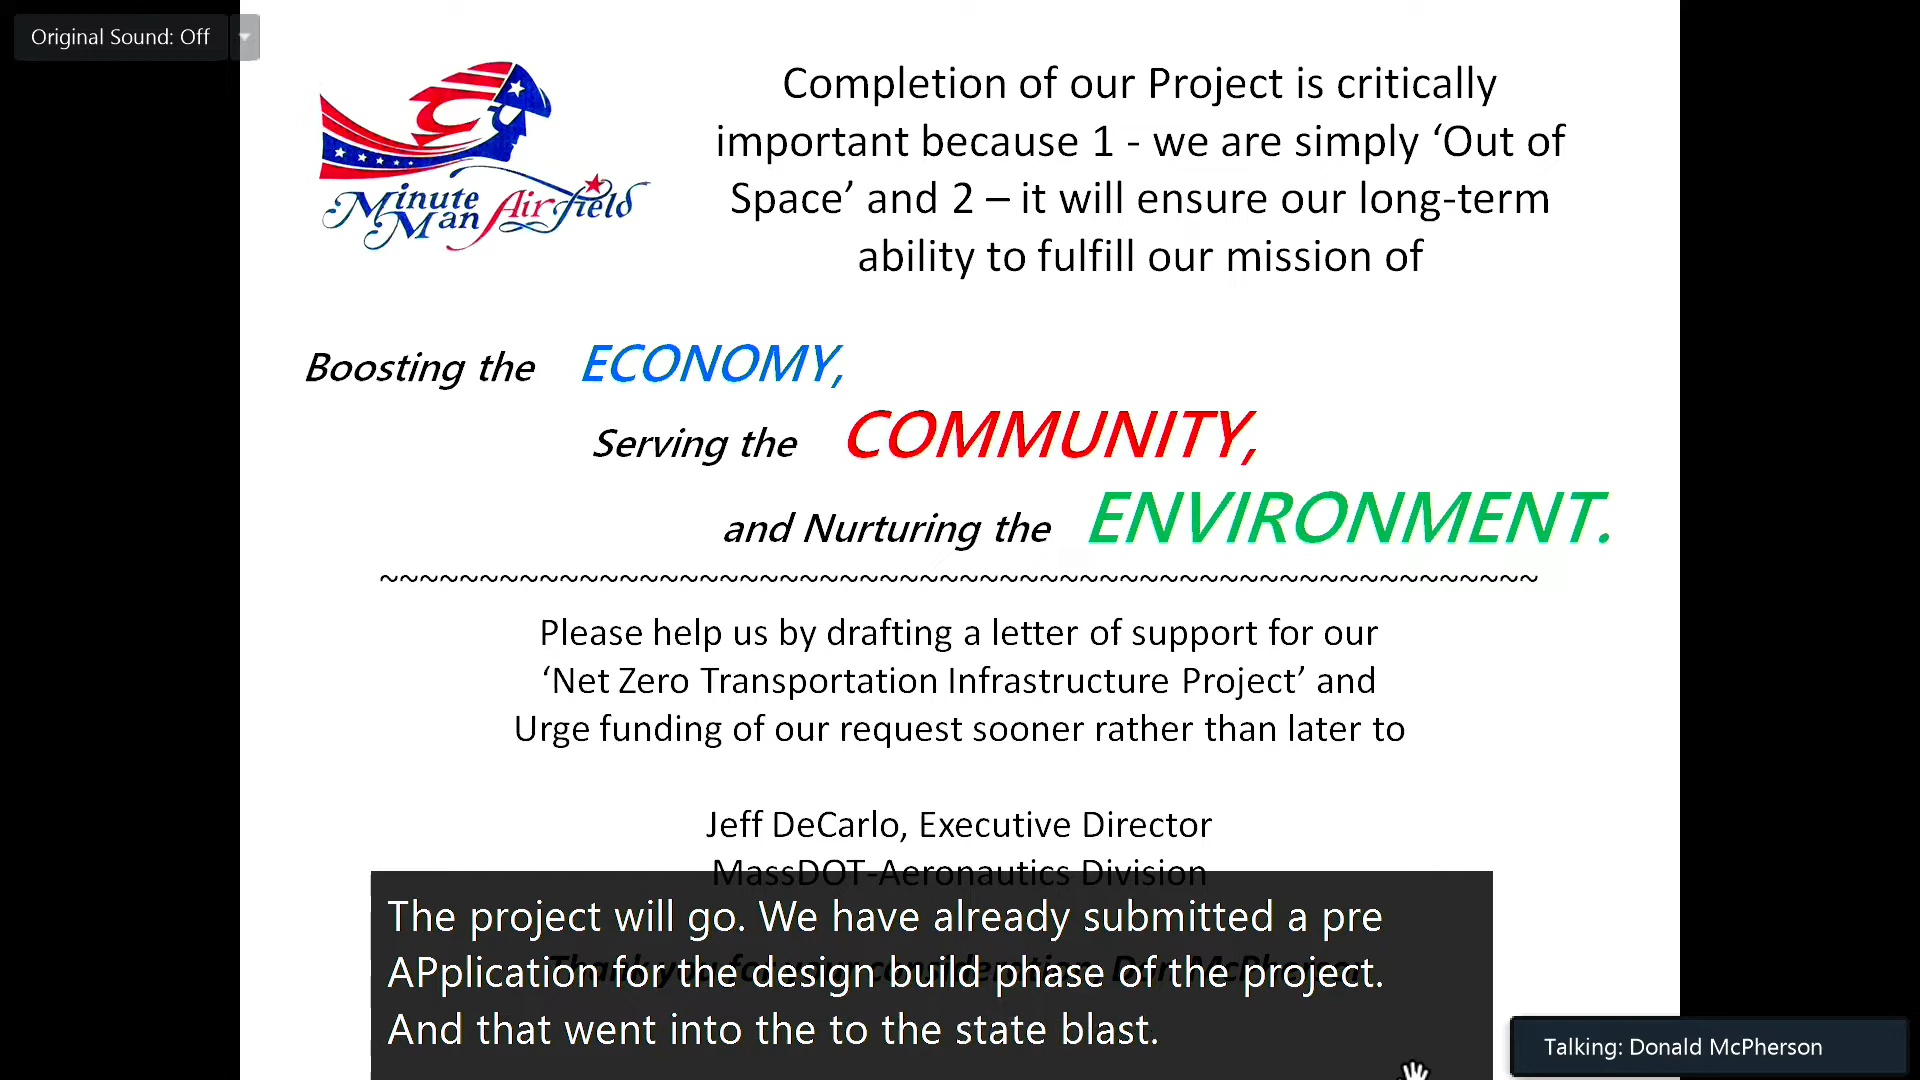 Original Sound: Off
Minute
Man Airfield
Completion of our Project is critically
important because 1 - we are simply ‘Out of
Space’ and 2 – it will ensure our long-term
ability to fulfill our mission of
Boosting the ECONOMY,
Serving the COMMUNITY,
and Nurturing the ENVIRONMENT.
~~~~~~~~~~~~~~~~~~~~~~~~~~~~~~~~~~~~~~~~~~~~~~~~~~~~~~~~~~
Please help us by drafting a letter of support for our
‘Net Zero Transportation Infrastructure Project’ and
Urge funding of our request sooner rather than later to
Jeff DeCarlo, Executive Director
MassDOT-Aeronautics Division
The project will go. We have already submitted a pre
APplication for the design build phase of the project.
And that went into the to the state blast.
Talking: Donald McPherson